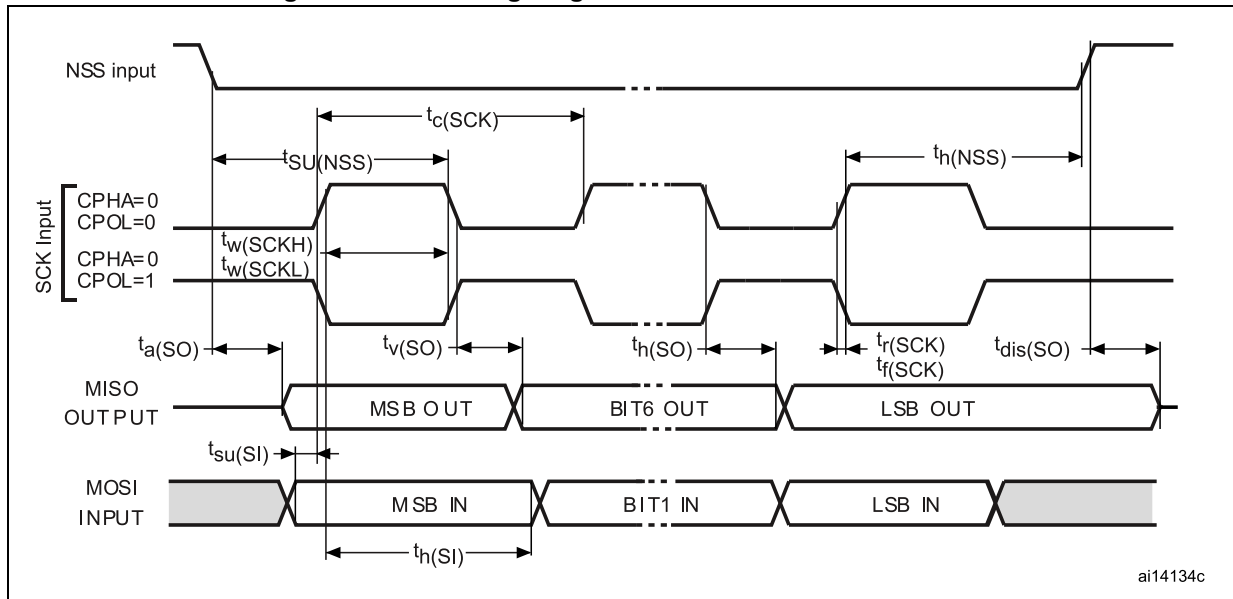 NSS input
tc(SCK)
tSU(NSS)
th(NSS)
SCK Input
CPHA=0
CPOL=0
tw(SCKH)
CPHA=0
tw(SCKL)
CPOL=1
ta(SO)
tv(SO)
th(SO)
tr(SCK)
tf(SCK)
tdis(SO)
MISO
OUTPUT
MSB OUT
BIT6 OUT
LSB OUT
tsu(SI)
MOSI
INPUT
MSB IN
BIT1 IN
LSB IN
th(SI)
ai14134c